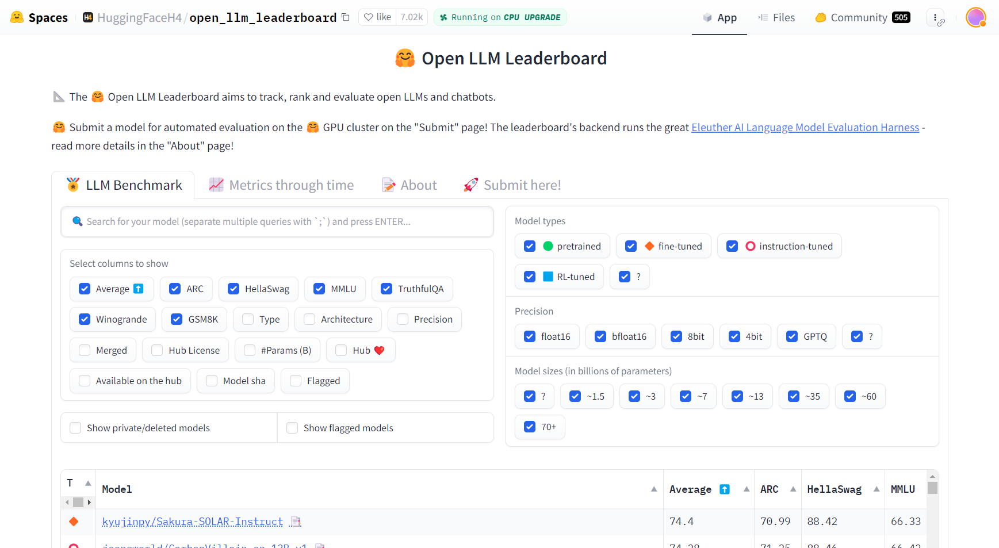 Spaces HuggingFaceH4/open_llm_leaderboard like 7.02k Running on CPU UPGRADE App Files Community 505
Open LLM Leaderboard
The Open LLM Leaderboard aims to track, rank and evaluate open LLMs and chatbots.
Submit a model for automated evaluation on the GPU cluster on the "Submit" page! The leaderboard's backend runs the great Eleuther AI Language Model Evaluation Harness -
read more details in the "About" page!
LLM Benchmark Metrics through time About Submit here!
Search for your model (separate multiple queries with `;`) and press ENTER...
Select columns to show
Average ARC HellaSwag MMLU TruthfulQA
Winogrande GSM8K Type Architecture Precision
Merged Hub License #Params (B) Hub
Available on the hub Model sha Flagged
Show private/deleted models Show flagged models
Model types
pretrained fine-tuned instruction-tuned
RL-tuned ?
Precision
float16 bfloat16 8bit 4bit GPTQ ?
Model sizes (in billions of parameters)
? ~1.5 ~3 ~7 ~13 ~35 ~60
70+
T Model Average ARC HellaSwag MMLU
kyujinpy/Sakura-SOLAR-Instruct 74.4 70.99 88.42 66.33